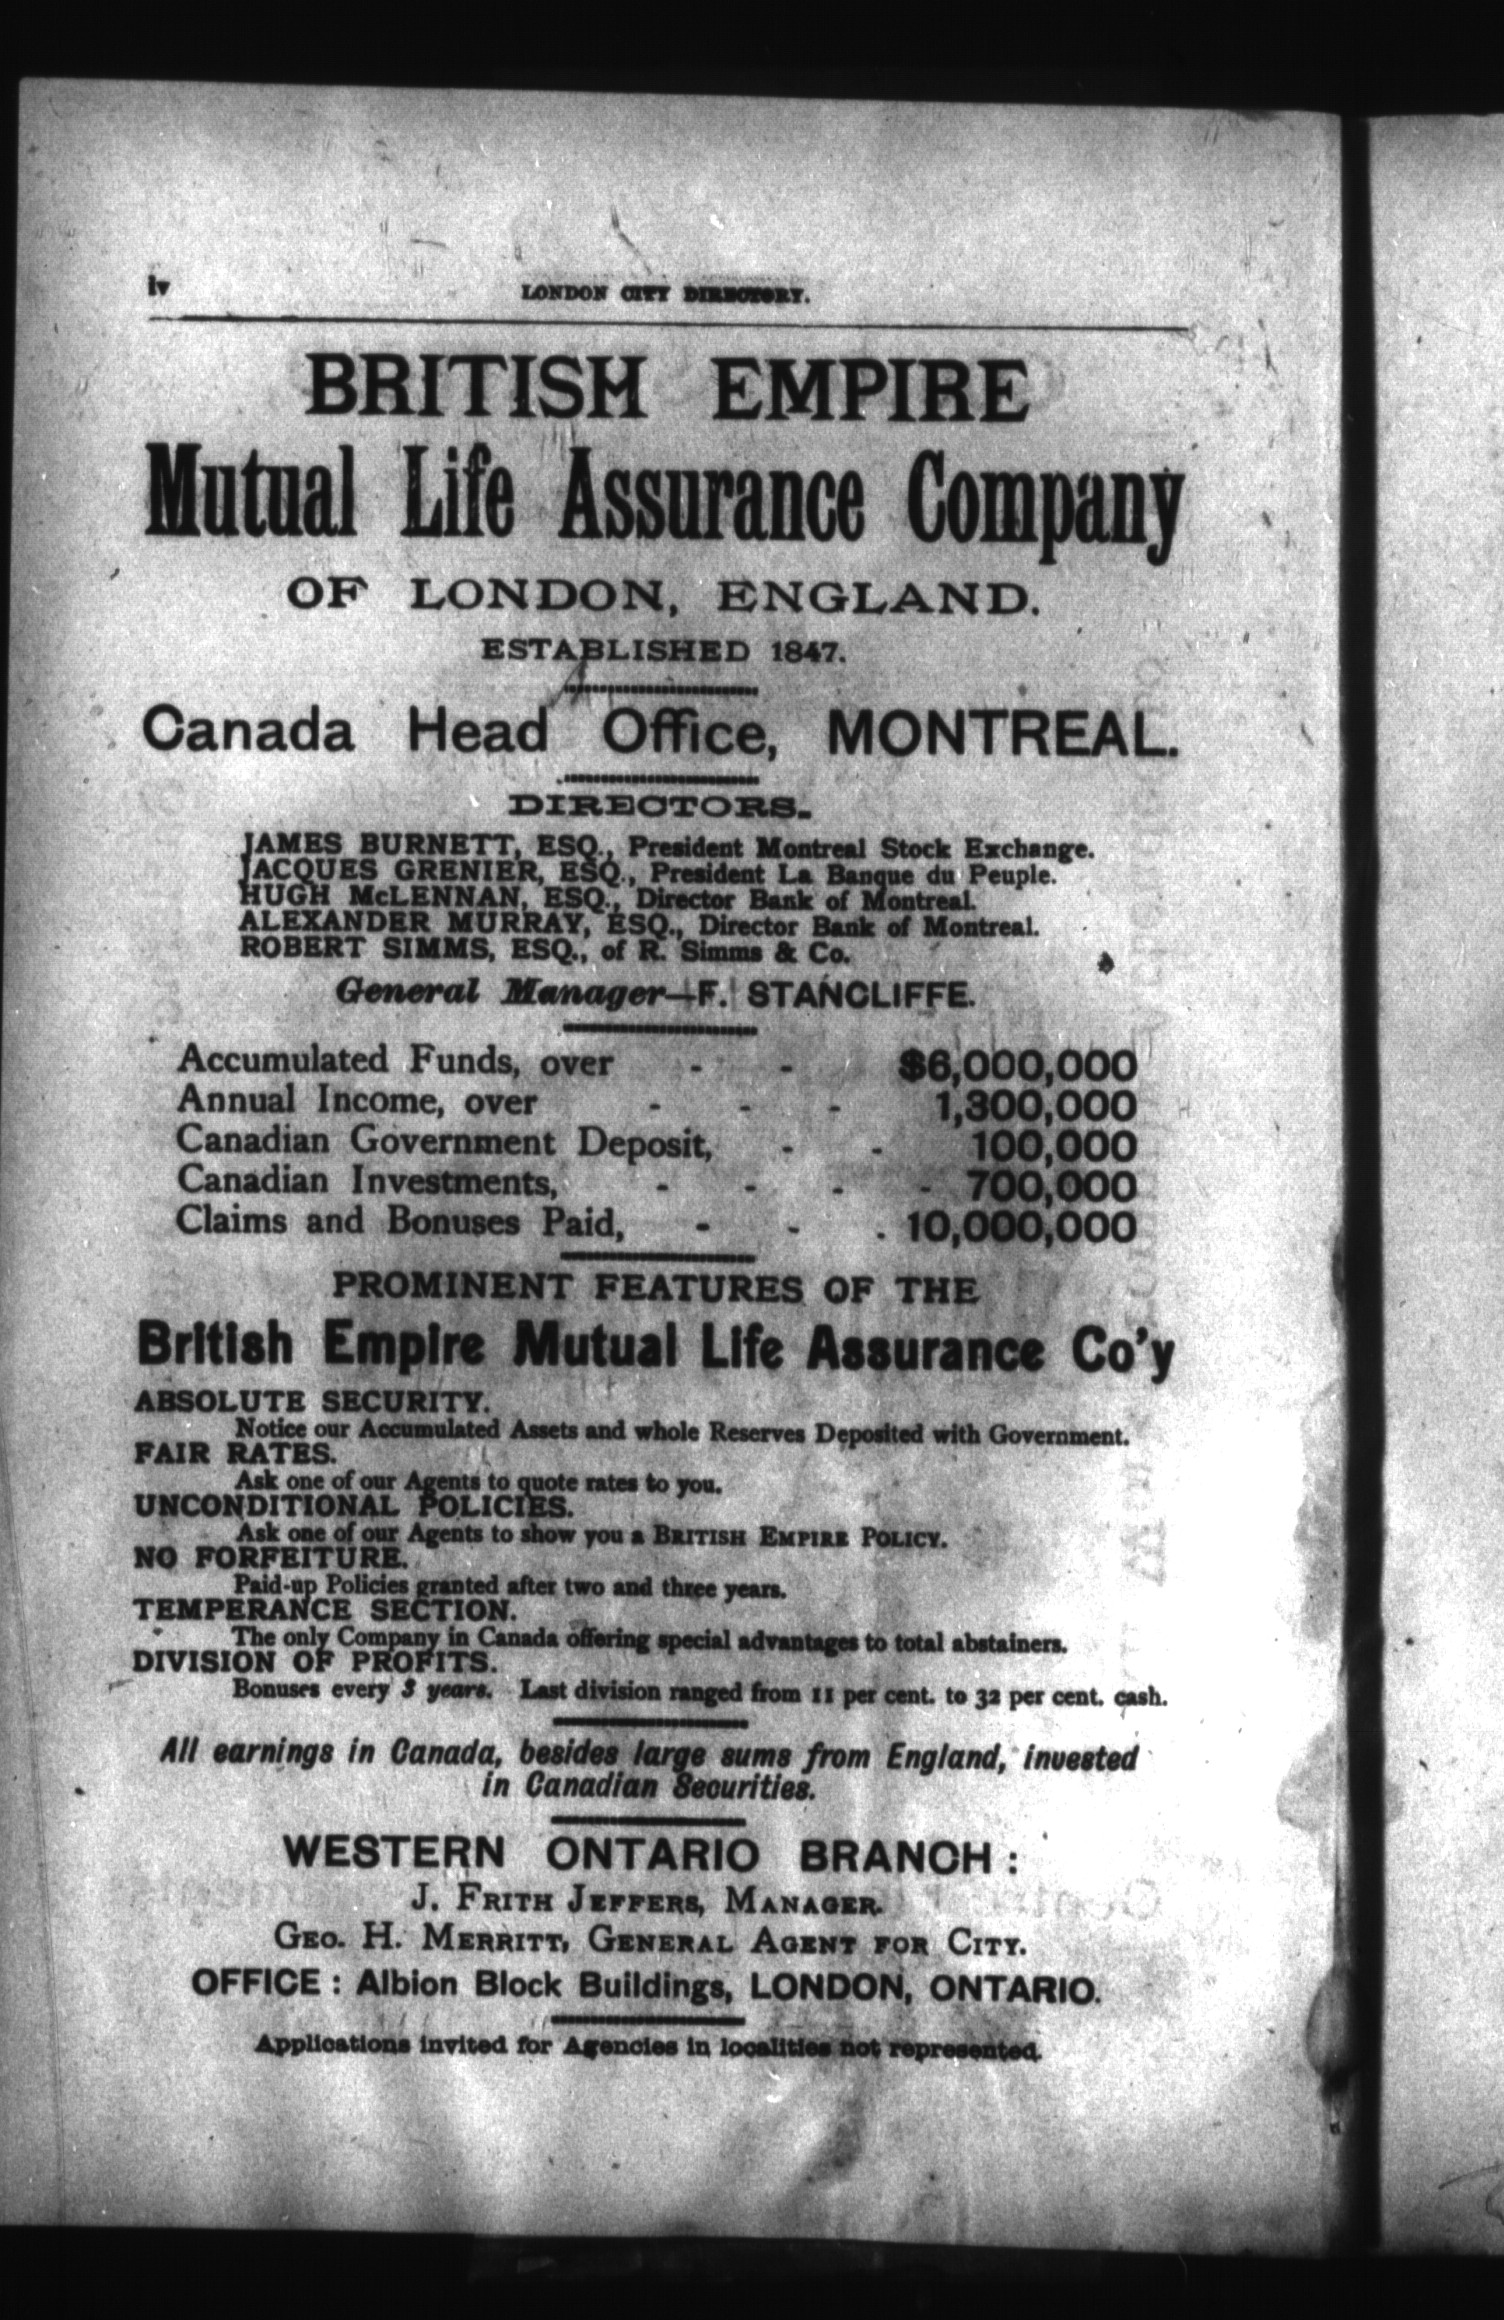 iv
LONDON CITY DIRECTORY.
BRITISH EMPIRE
Mutual Life Assurance Company
OF LONDON, ENGLAND.
ESTABLISHED 1847.
Canada Head Office, MONTREAL.
DIRECTORS.
JAMES BURNETT, ESQ., President Montreal Stock Exchange.
JACQUES GRENIER, ESQ., President La Banque du Peuple.
HUGH McLENNAN, ESQ., Director Bank of Montreal.
ALEXANDER MURRAY, ESQ., Director Bank of Montreal.
ROBERT SIMMS, ESQ., of R. Simms & Co.
General Manager—F. STANCLIFFE.
Accumulated Funds, over - - $6,000,000
Annual Income, over - - - 1,300,000
Canadian Government Deposit, - - 100,000
Canadian Investments, - - - - 700,000
Claims and Bonuses Paid, - - . 10,000,000
PROMINENT FEATURES OF THE
British Empire Mutual Life Assurance Co'y
ABSOLUTE SECURITY.
Notice our Accumulated Assets and whole Reserves Deposited with Government.
FAIR RATES.
Ask one of our Agents to quote rates to you.
UNCONDITIONAL POLICIES.
Ask one of our Agents to show you a BRITISH EMPIRE POLICY.
NO FORFEITURE.
Paid-up Policies granted after two and three years.
TEMPERANCE SECTION.
The only Company in Canada offering special advantages to total abstainers.
DIVISION OF PROFITS.
Bonuses every 3 years. Last division ranged from 11 per cent. to 32 per cent. cash.
All earnings in Canada, besides large sums from England, invested
in Canadian Securities.
WESTERN ONTARIO BRANCH :
J. FRITH JEFFERS, MANAGER.
GEO. H. MERRITT, GENERAL AGENT FOR CITY.
OFFICE : Albion Block Buildings, LONDON, ONTARIO.
Applications invited for Agencies in localities not represented.